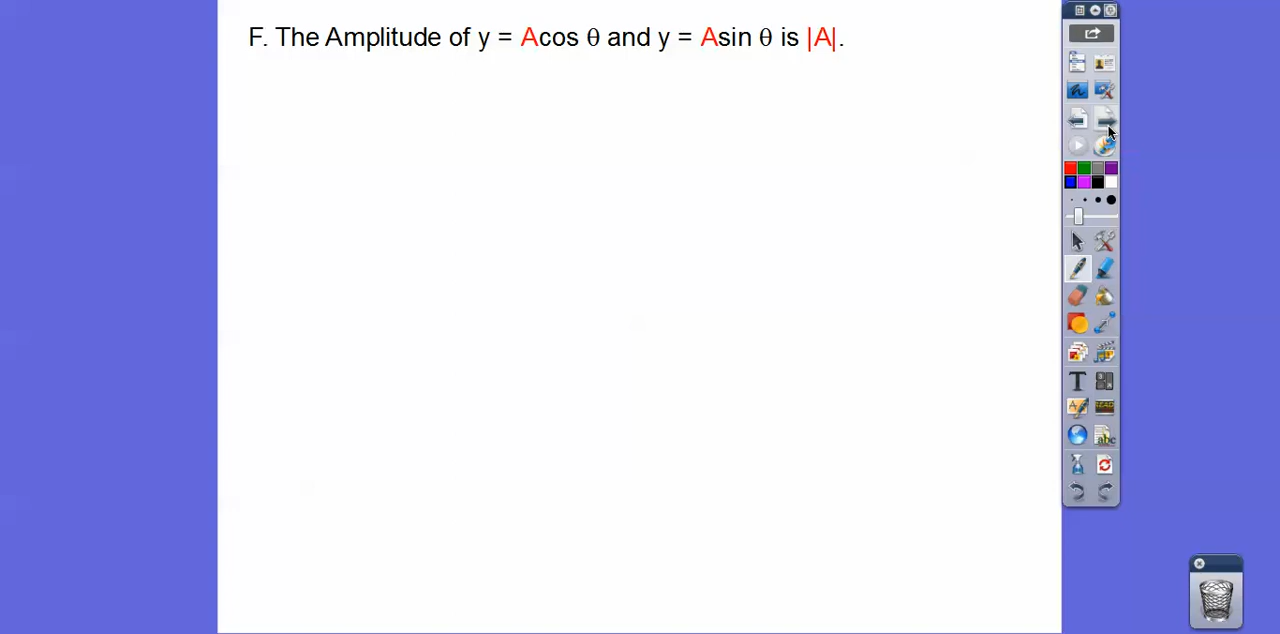 F. The Amplitude of y = Acos θ and y = Asin θ is |A|.